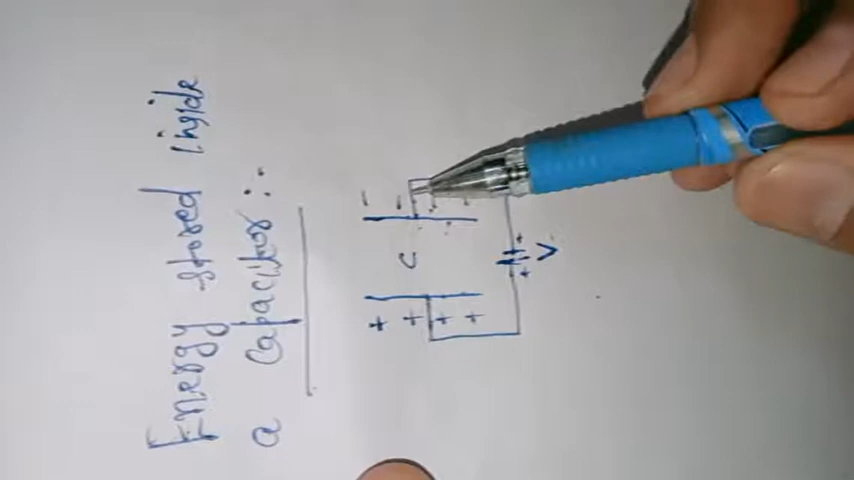 Energy stored inside
a capacitor :-
+ + + +
C
- - - -
+ +
V